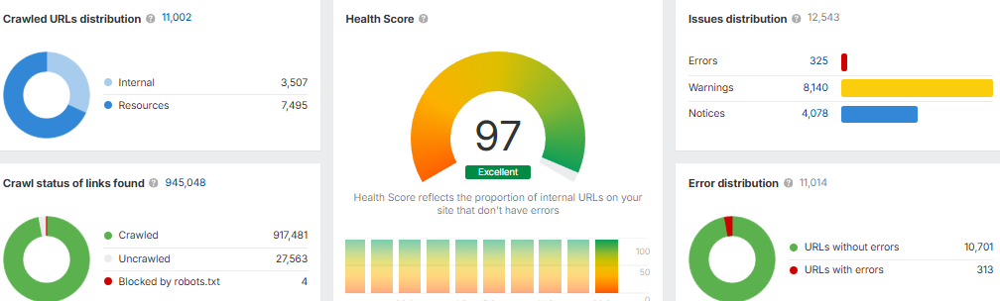 Crawled URLs distribution ? 11,002
Internal 3,507
Resources 7,495
Crawl status of links found ? 945,048
Crawled 917,481
Uncrawled 27,563
Blocked by robots.txt 4
Health Score ?
97
Excellent
Health Score reflects the proportion of internal URLs on your
site that don't have errors
100
50
0
Issues distribution ? 12,543
Errors 325
Warnings 8,140
Notices 4,078
Error distribution ? 11,014
URLs without errors 10,701
URLs with errors 313